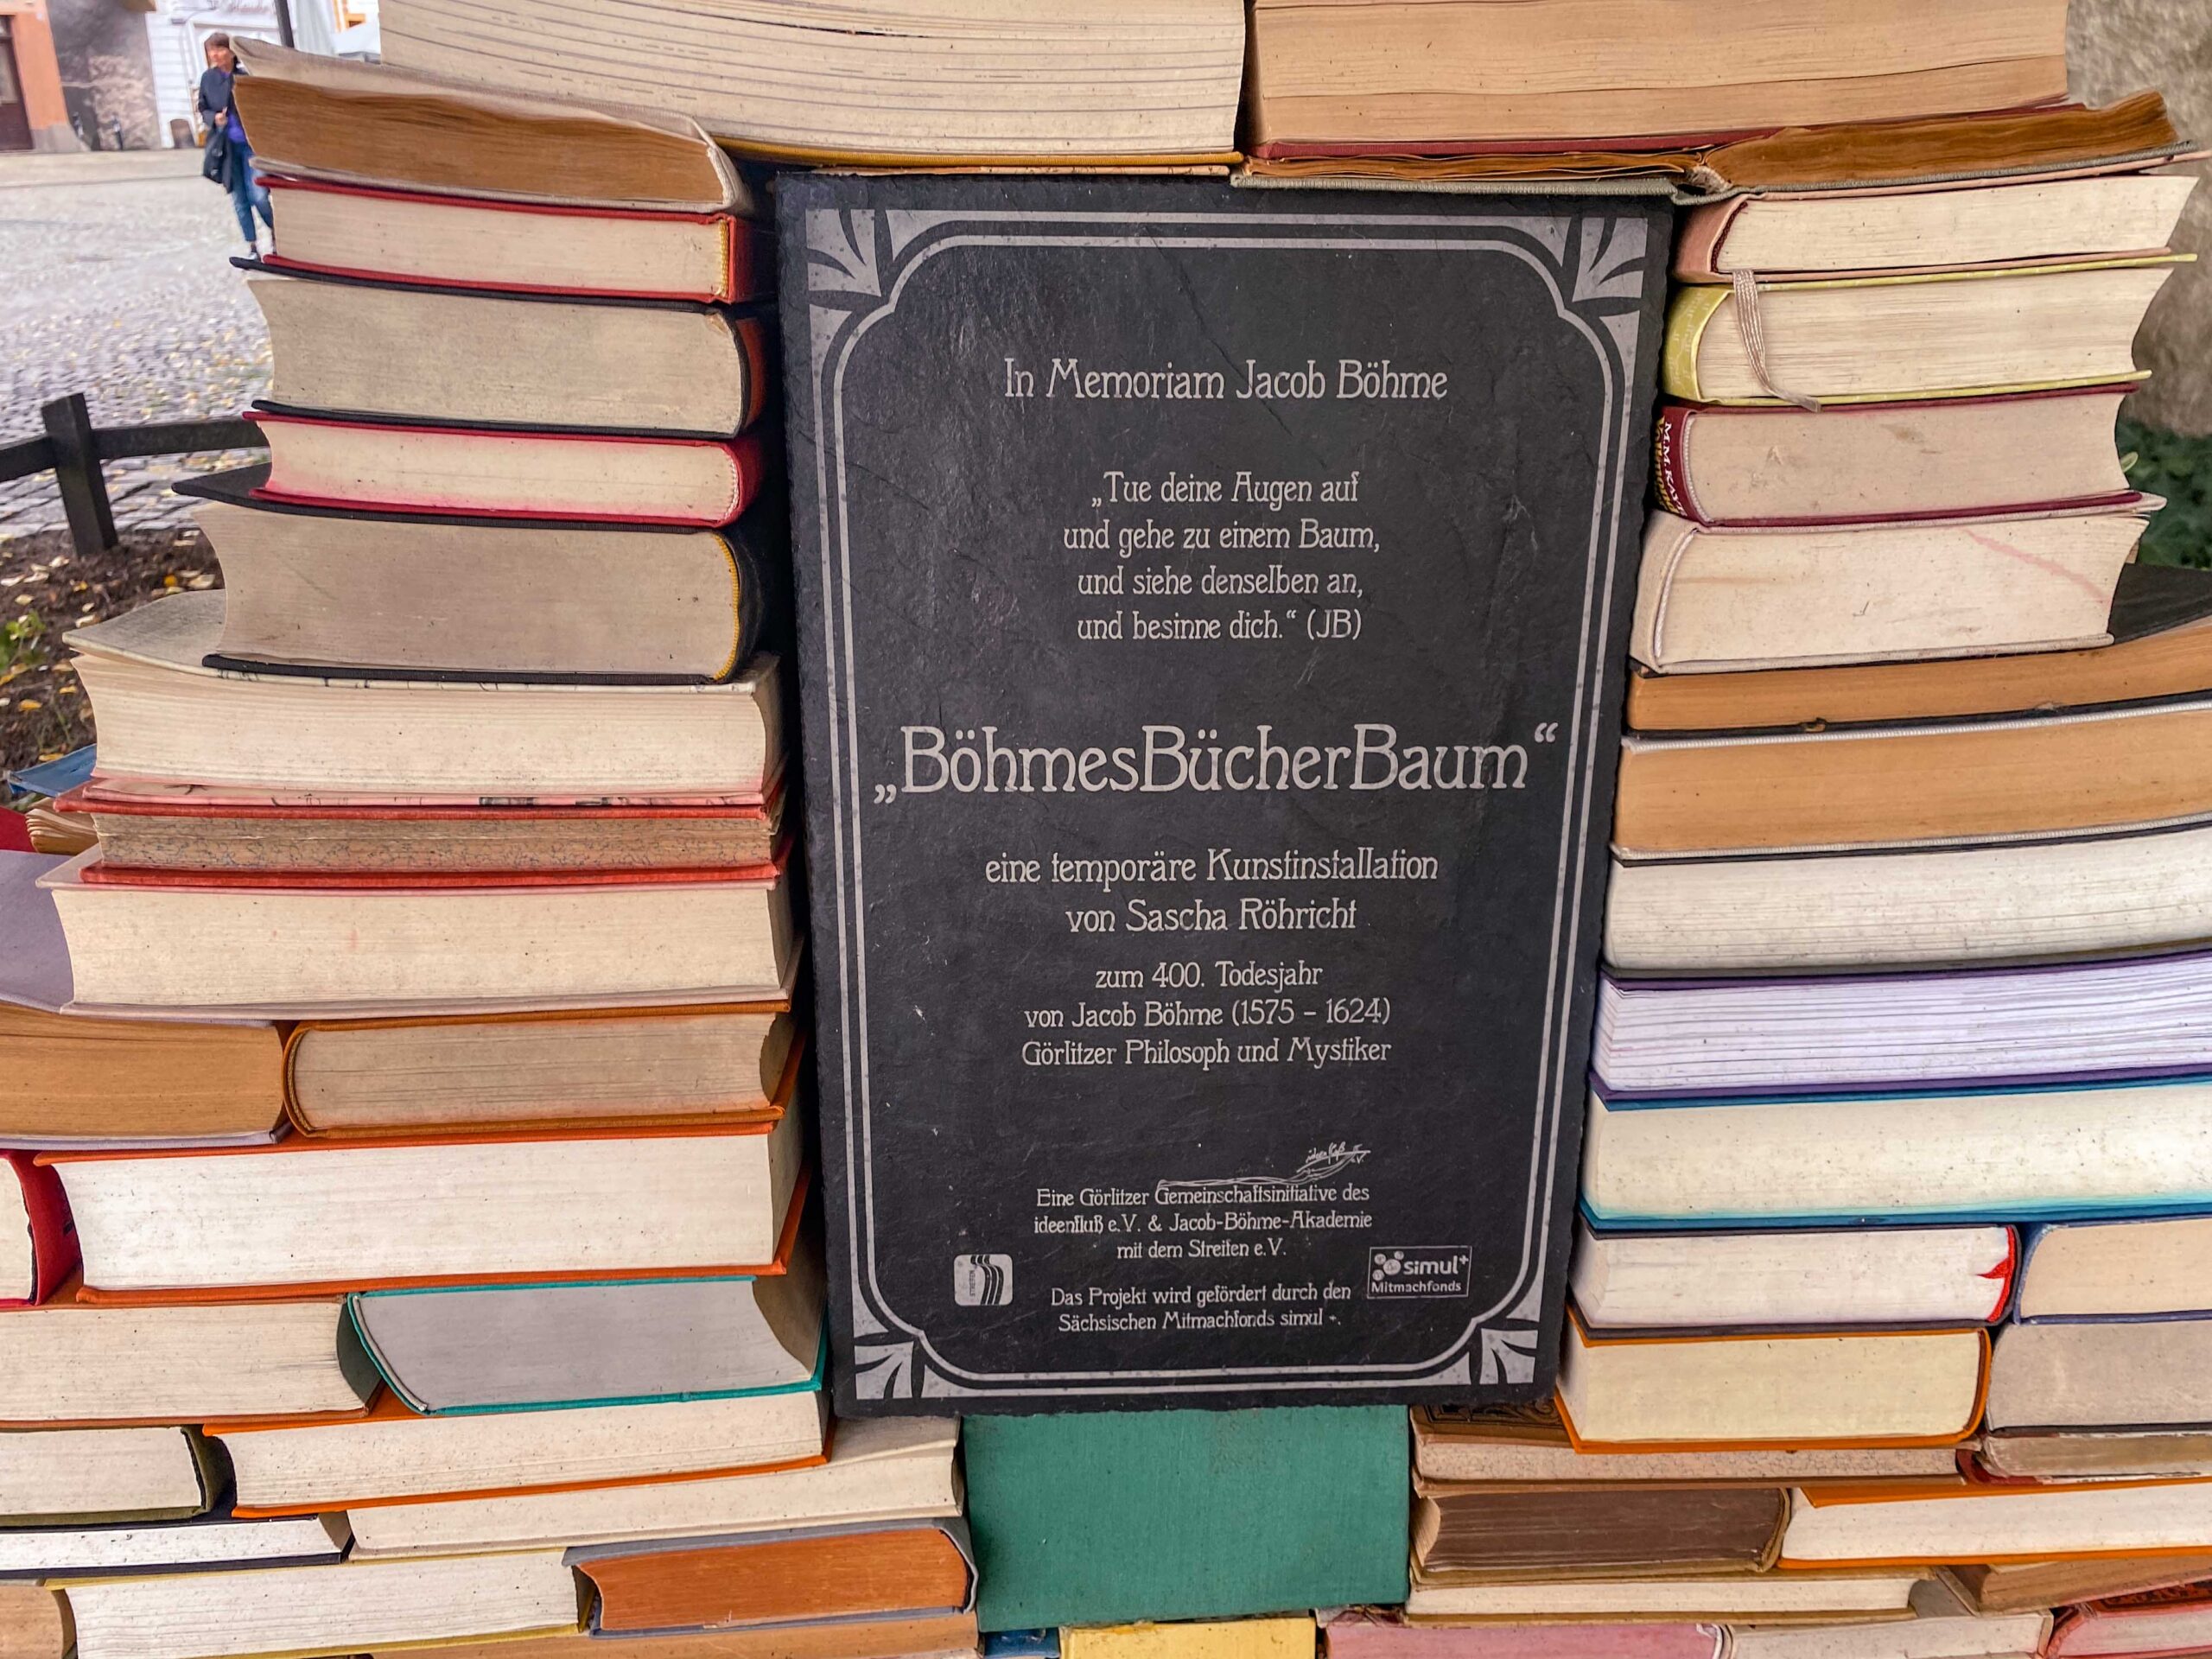 In Memoriam Jacob Böhme
„Tue deine Augen auf
und gehe zu einem Baum,
und siehe denselben an,
und besinne dich.“ (JB)
„BöhmesBücherBaum“
eine temporäre Kunstinstallation
von Sascha Röhricht
zum 400. Todesjahr
von Jacob Böhme (1575 – 1624)
Görlitzer Philosoph und Mystiker
Eine Görlitzer Gemeinschaftsinitiative des
ideenfluß e.V. & Jacob-Böhme-Akademie
mit dem Streifen e.V.
simul+
Mitmachfonds
Das Projekt wird gefördert durch den
Sächsischen Mitmachfonds simul +.